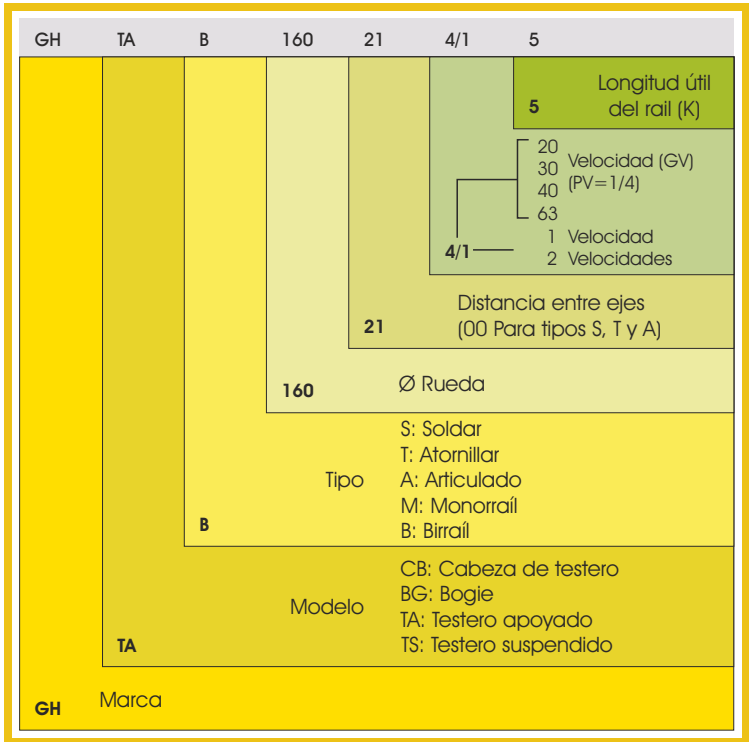 GH TA B 160 21 4/1 5
Longitud útil
5 del rail (K)
20
30 Velocidad (GV)
40 (PV=1/4)
63
1 Velocidad
4/1
2 Velocidades
Distancia entre ejes
21 (00 Para tipos S, T y A)
160 Ø Rueda
S: Soldar
T: Atornillar
Tipo A: Articulado
M: Monorraíl
B B: Birraíl
CB: Cabeza de testero
BG: Bogie
Modelo
TA: Testero apoyado
TA TS: Testero suspendido
GH Marca